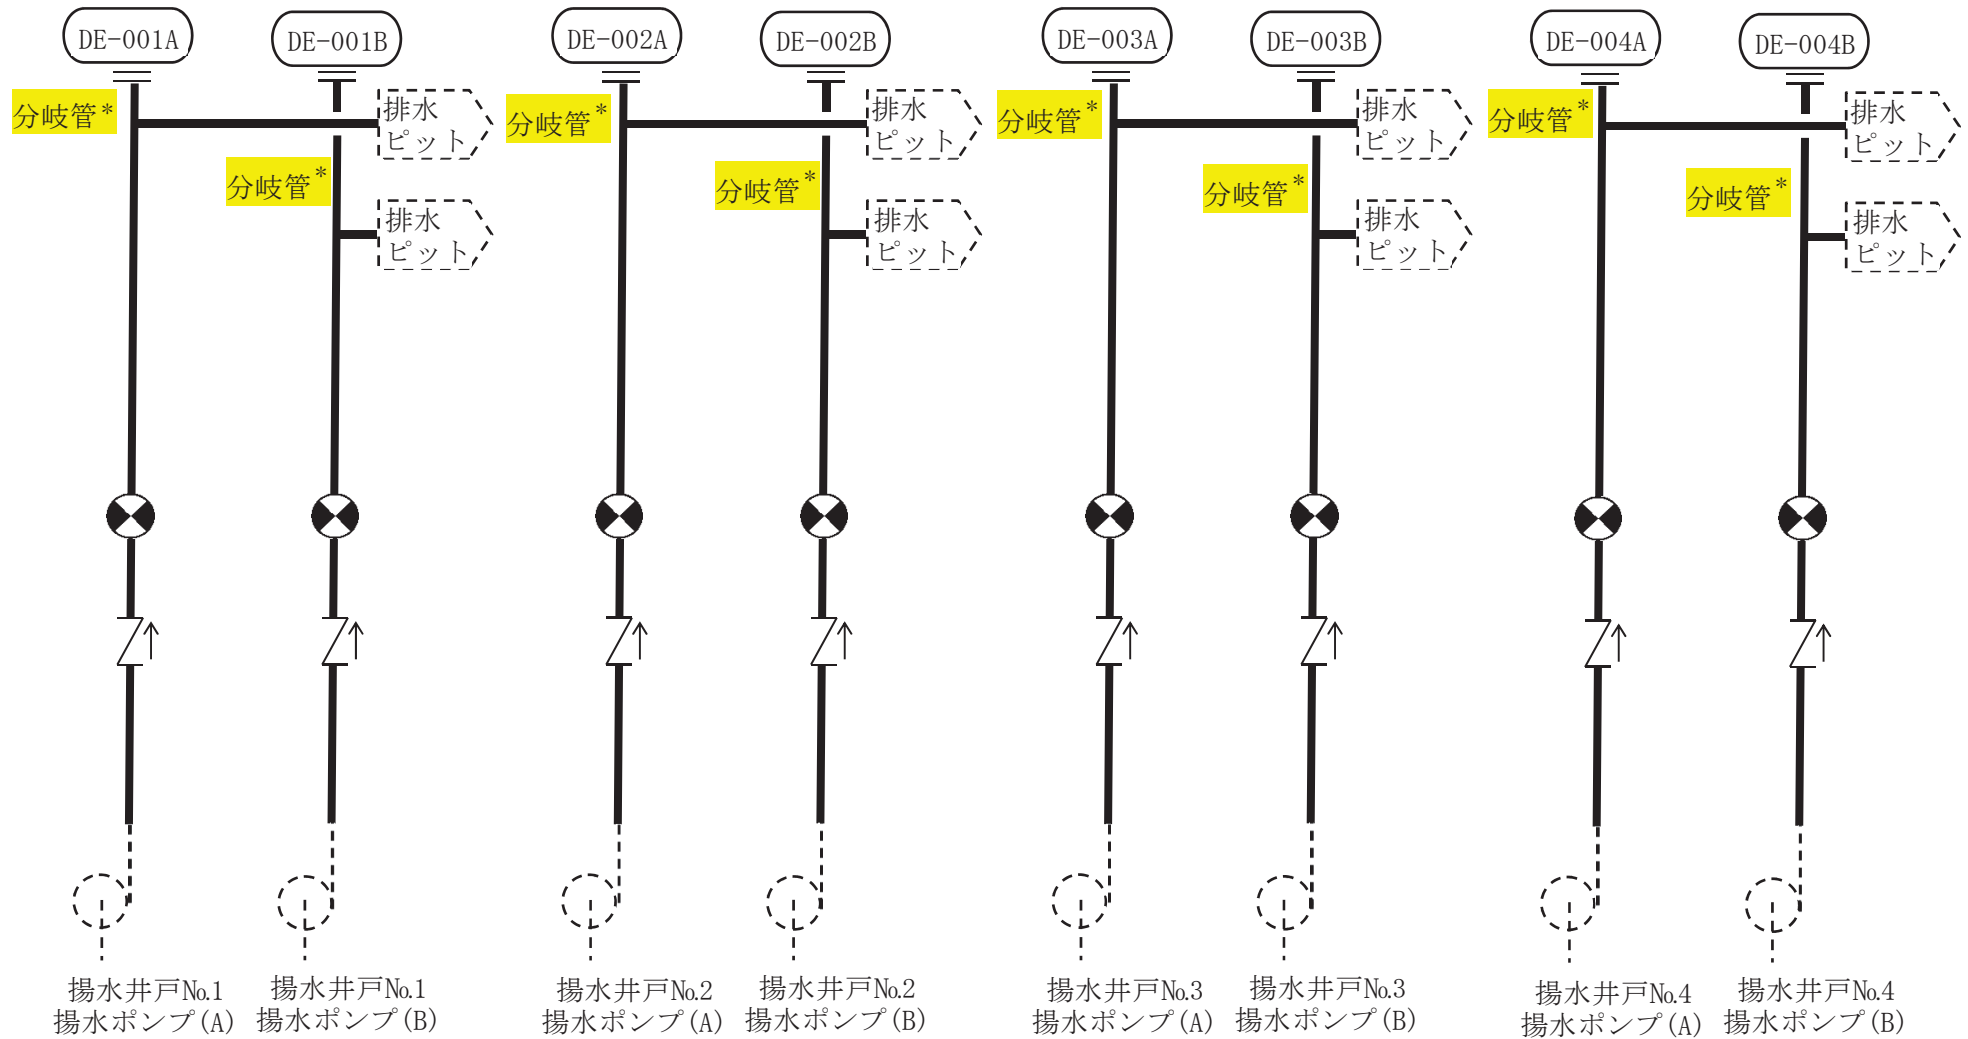 DE-001A
DE-001B
DE-002A
DE-002B
DE-003A
DE-003B
DE-004A
DE-004B
分岐管*
排水
ピット
分岐管*
排水
ピット
分岐管*
排水
ピット
分岐管*
排水
ピット
分岐管*
排水
ピット
分岐管*
排水
ピット
分岐管*
排水
ピット
分岐管*
排水
ピット
揚水井戸№1
揚水ポンプ(A)
揚水井戸№1
揚水ポンプ(B)
揚水井戸№2
揚水ポンプ(A)
揚水井戸№2
揚水ポンプ(B)
揚水井戸№3
揚水ポンプ(A)
揚水井戸№3
揚水ポンプ(B)
揚水井戸№4
揚水ポンプ(A)
揚水井戸№4
揚水ポンプ(B)